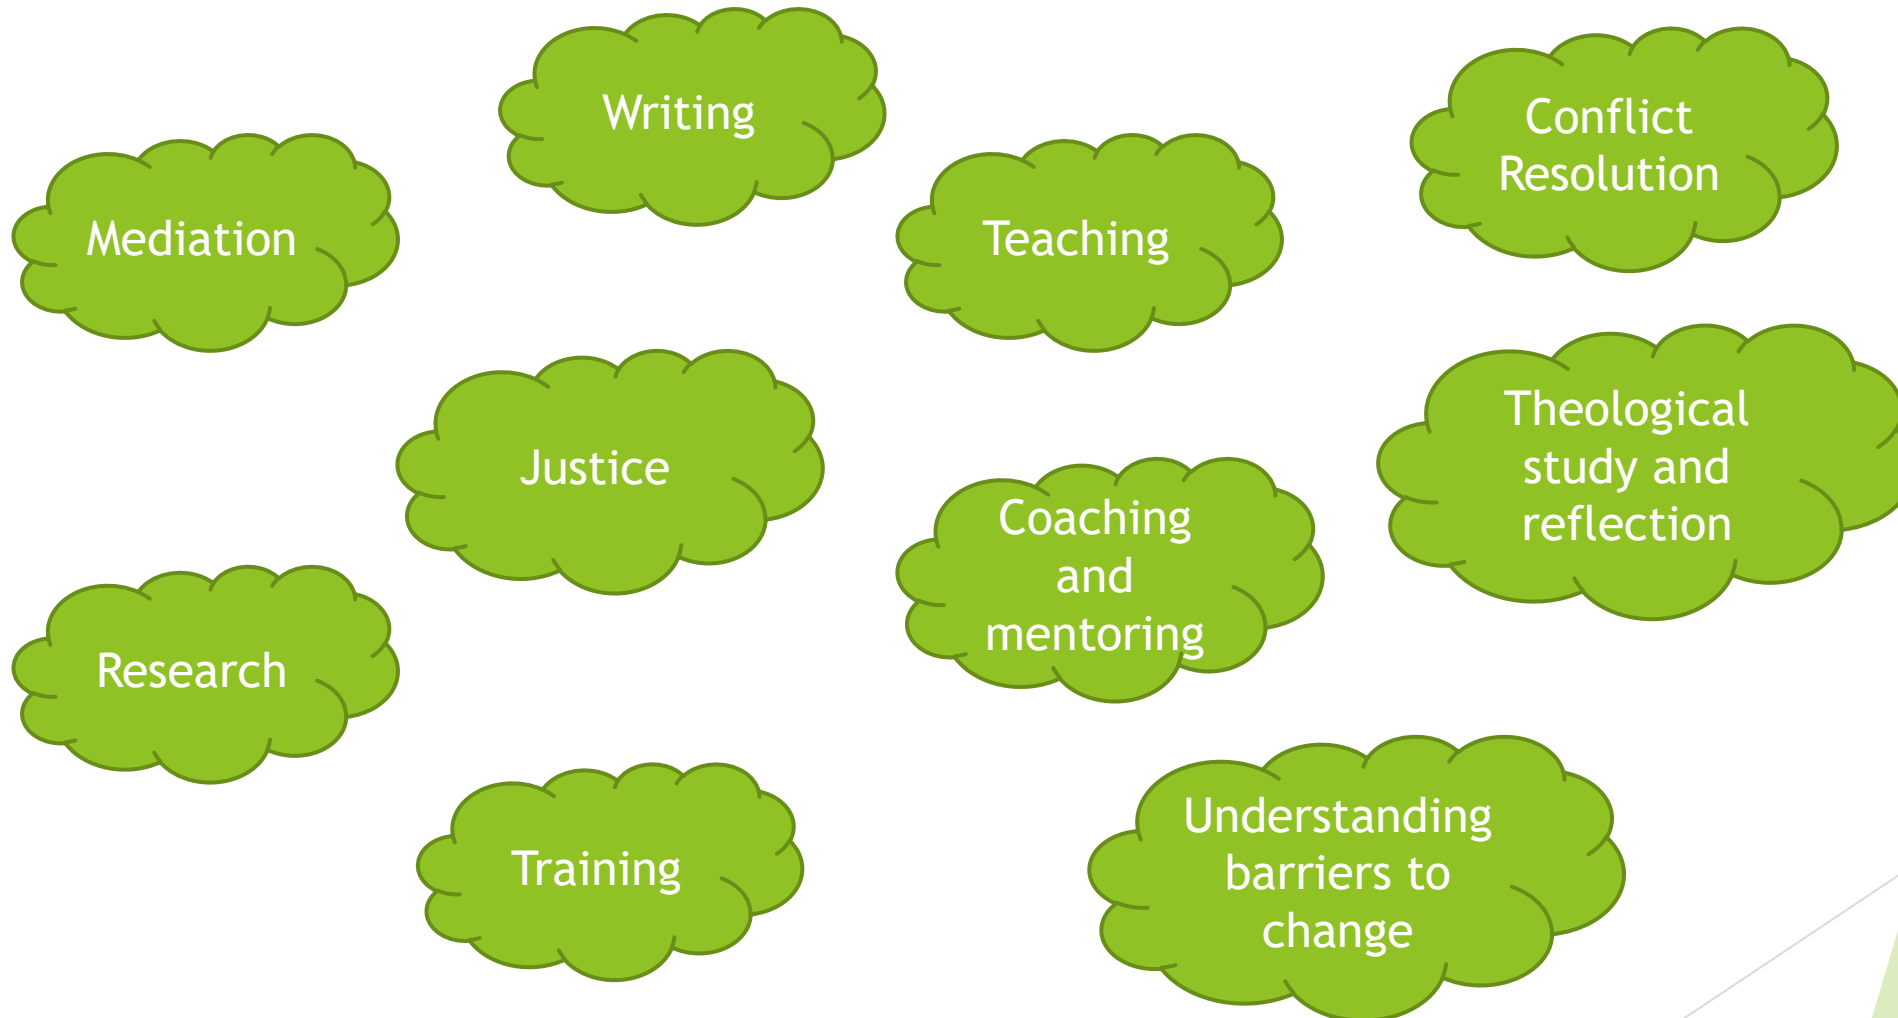 Writing
Conflict
Resolution
Mediation
Teaching
Justice
Theological
study and
reflection
Coaching
and
mentoring
Research
Training
Understanding
barriers to
change